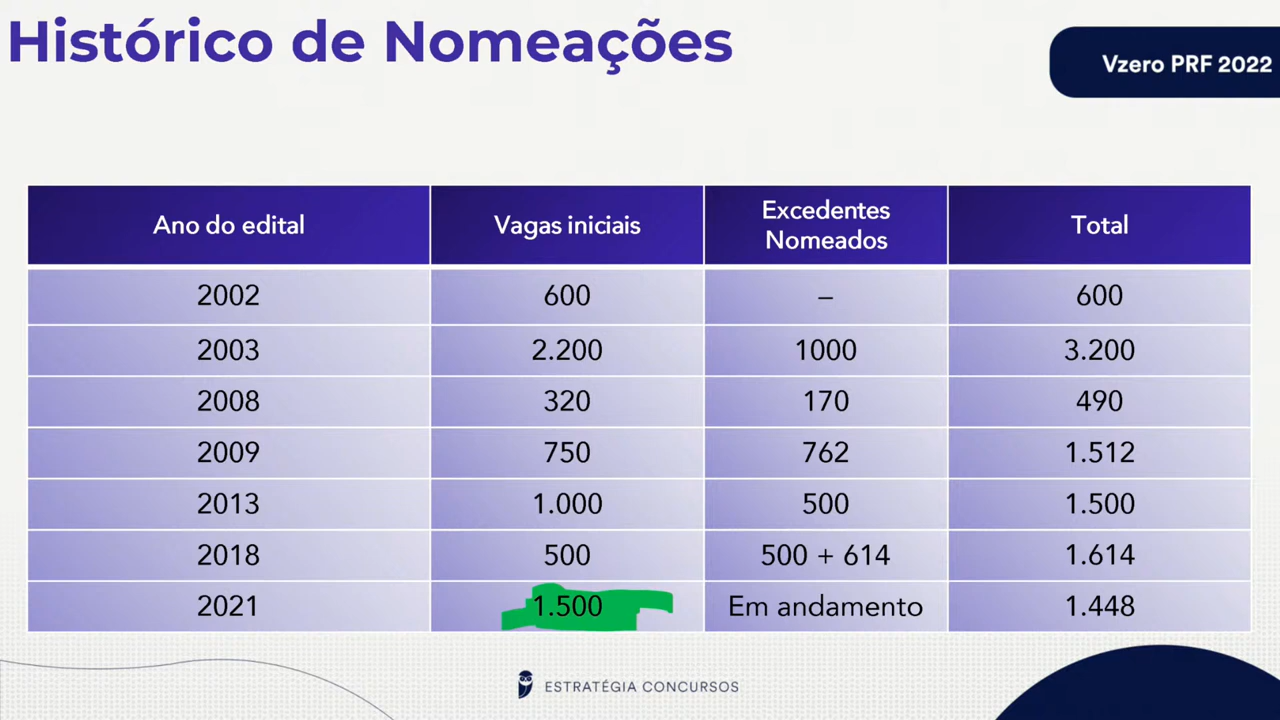 Histórico de Nomeações
Vzero PRF 2022
Ano do edital Vagas iniciais Excedentes Nomeados Total
2002 600 – 600
2003 2.200 1000 3.200
2008 320 170 490
2009 750 762 1.512
2013 1.000 500 1.500
2018 500 500 + 614 1.614
2021 1.500 Em andamento 1.448
ESTRATÉGIA CONCURSOS